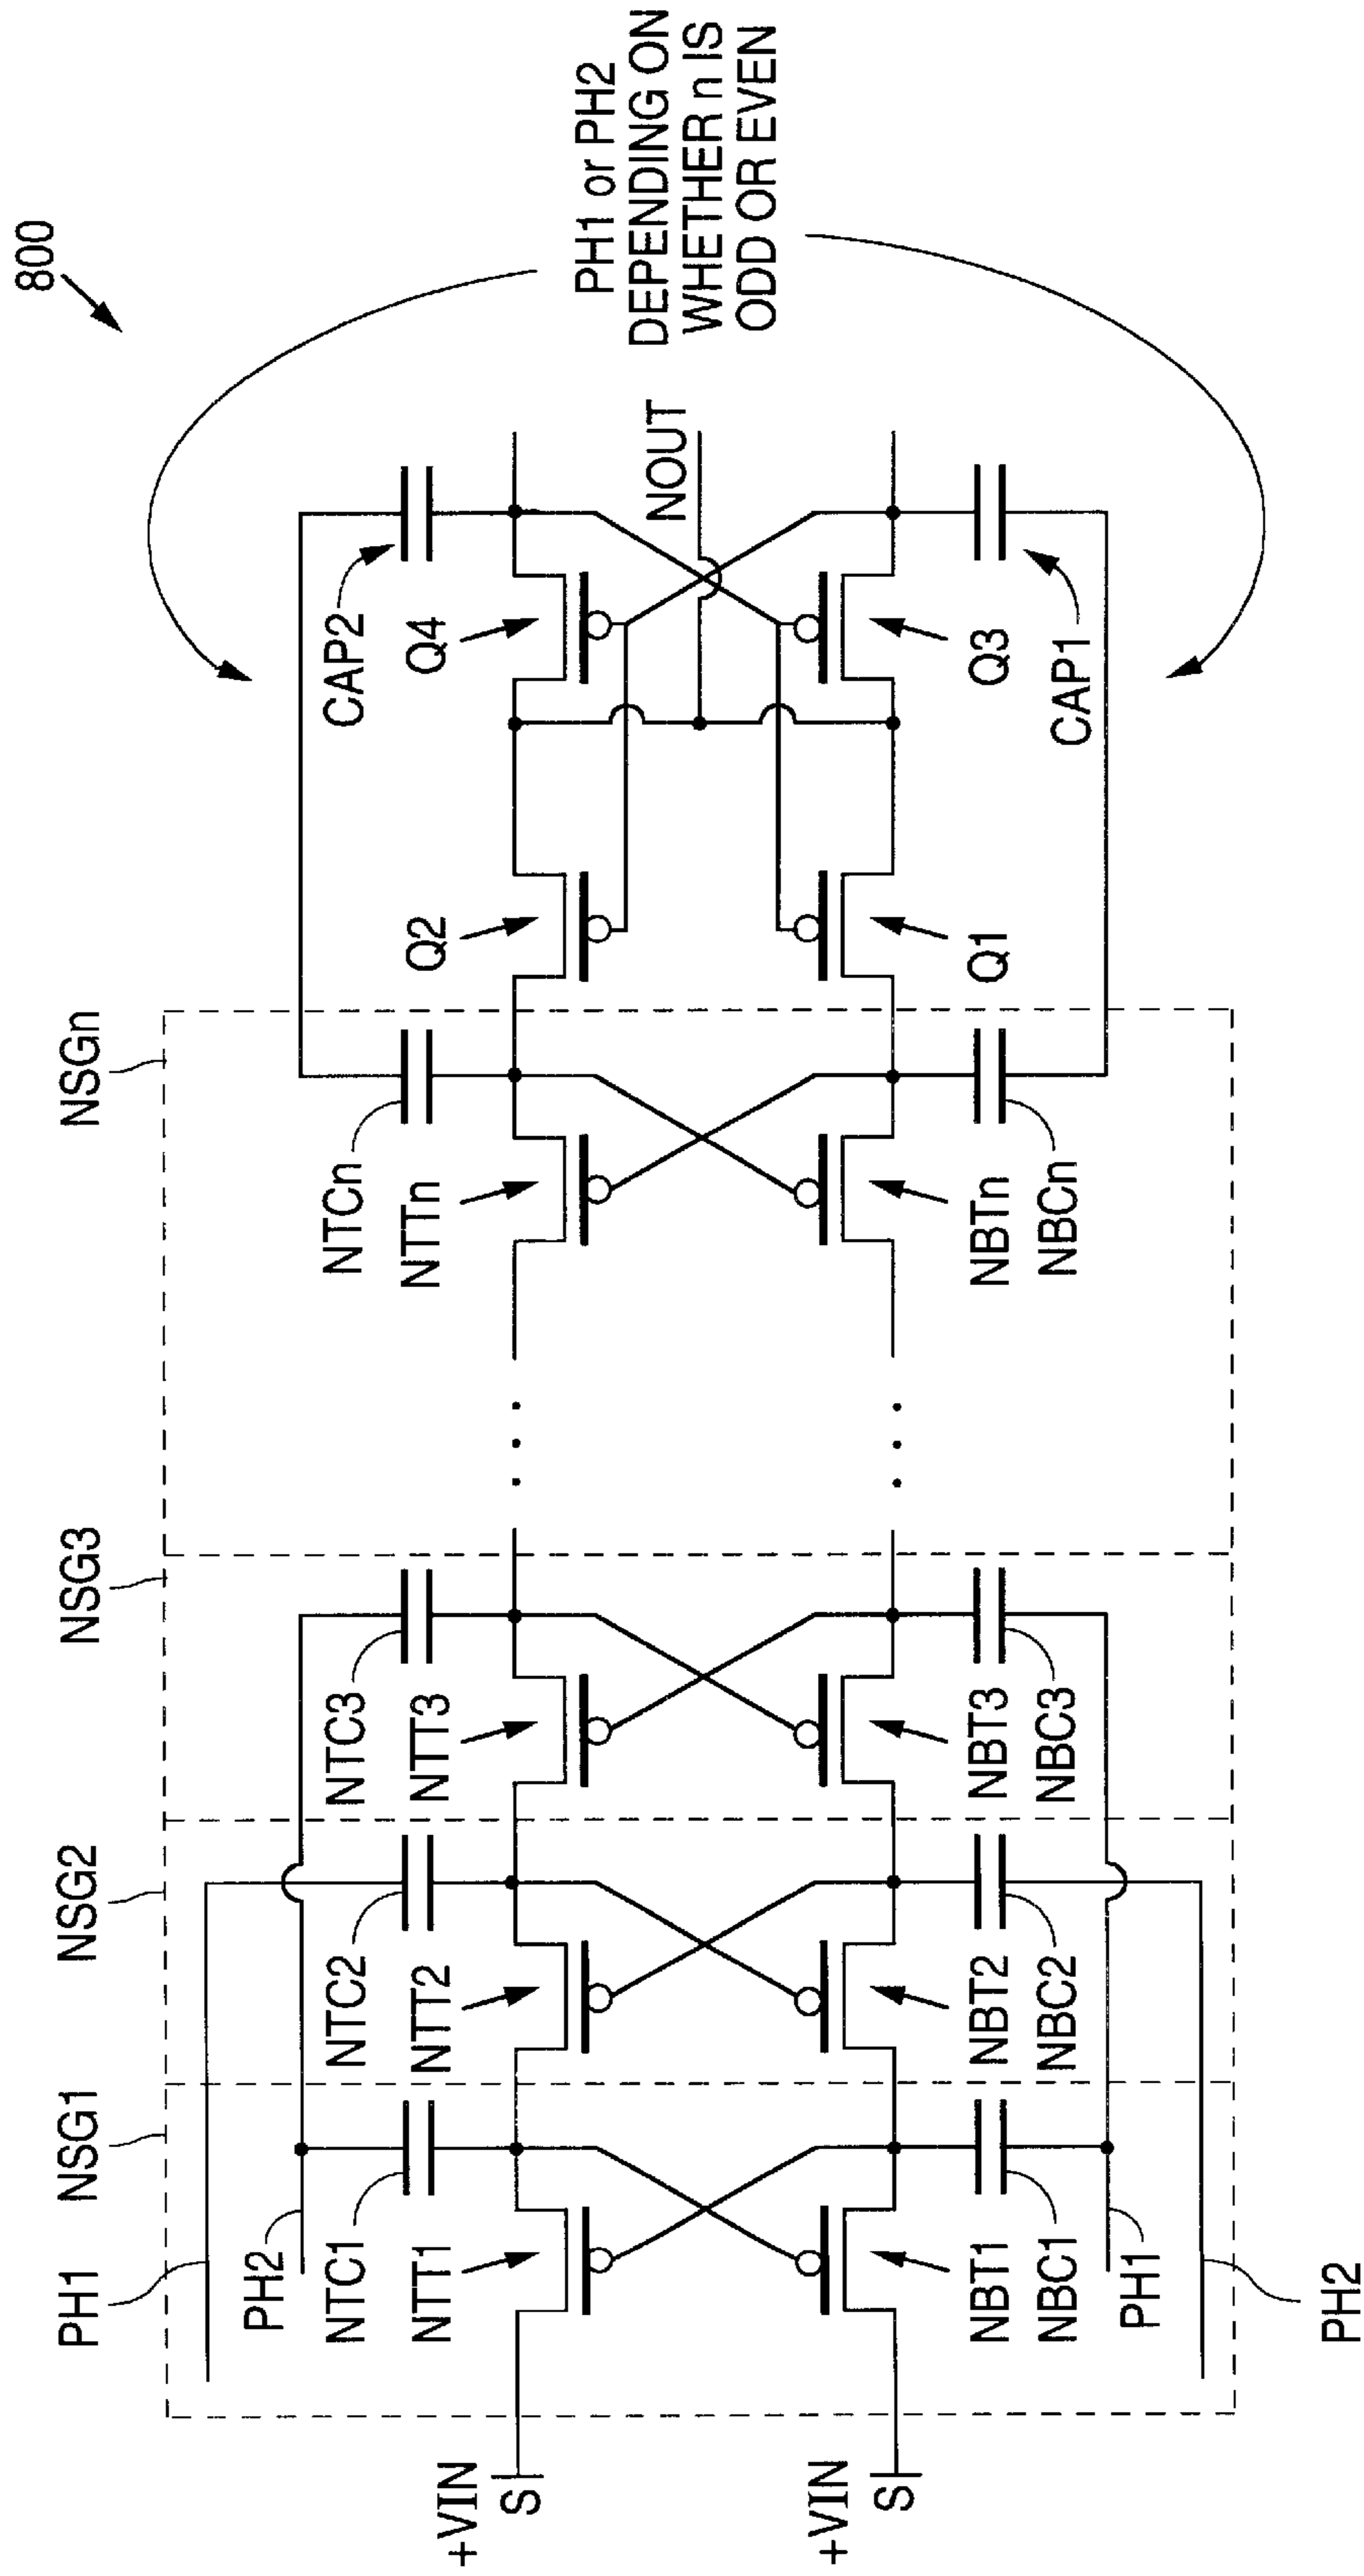 800
PH1 or PH2
DEPENDING ON
WHETHER n IS
ODD OR EVEN
NSG1
NSG2
NSG3
NSGn
PH1
PH2
NTC1
NTT1
NTC2
NTT2
NTC3
NTT3
NTCn
NTTn
CAP2
Q2
Q4
NOUT
+VIN
S
+VIN
S
NBT1
NBC1
PH1
NBT2
NBC2
NBT3
NBC3
NBTn
NBCn
Q1
Q3
CAP1
PH2